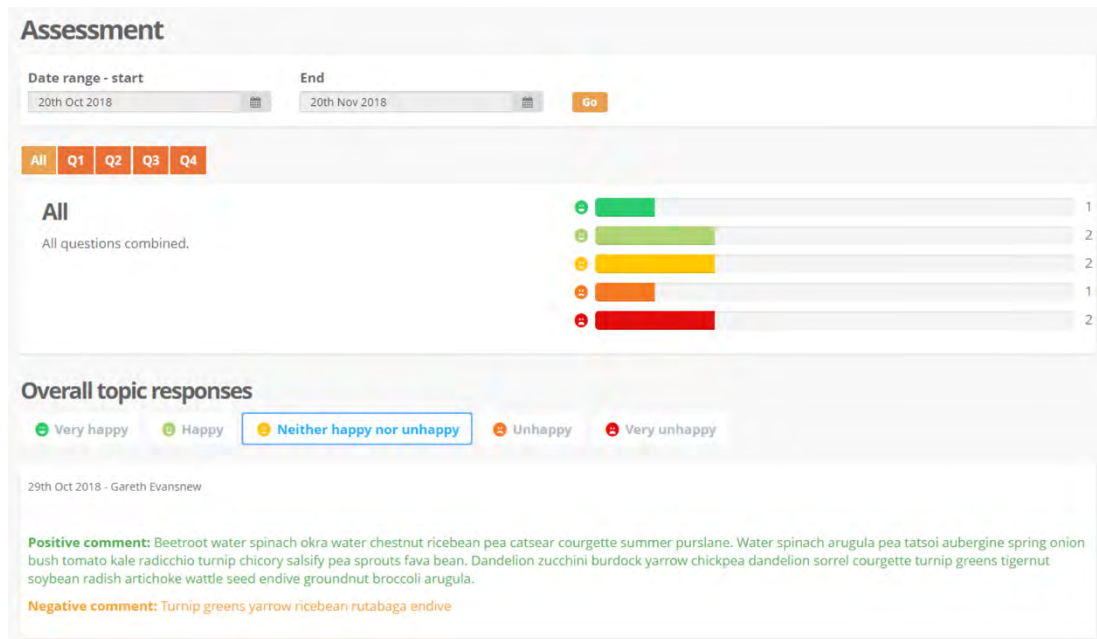 Assessment
Date range - start End
20th Oct 2018 20th Nov 2018 Go
All Q1 Q2 Q3 Q4
All
All questions combined.
1
2
2
1
2
Overall topic responses
Very happy Happy Neither happy nor unhappy Unhappy Very unhappy
29th Oct 2018 - Gareth Evansnew
Positive comment: Beetroot water spinach okra water chestnut ricebean pea catsear courgette summer purslane. Water spinach arugula pea tatsoi aubergine spring onion
bush tomato kale radicchio turnip chicory salsify pea sprouts fava bean. Dandelion zucchini burdock yarrow chickpea dandelion sorrel courgette turnip greens tigernut
soybean radish artichoke wattle seed endive groundnut broccoli arugula.
Negative comment: Turnip greens yarrow ricebean rutabaga endive